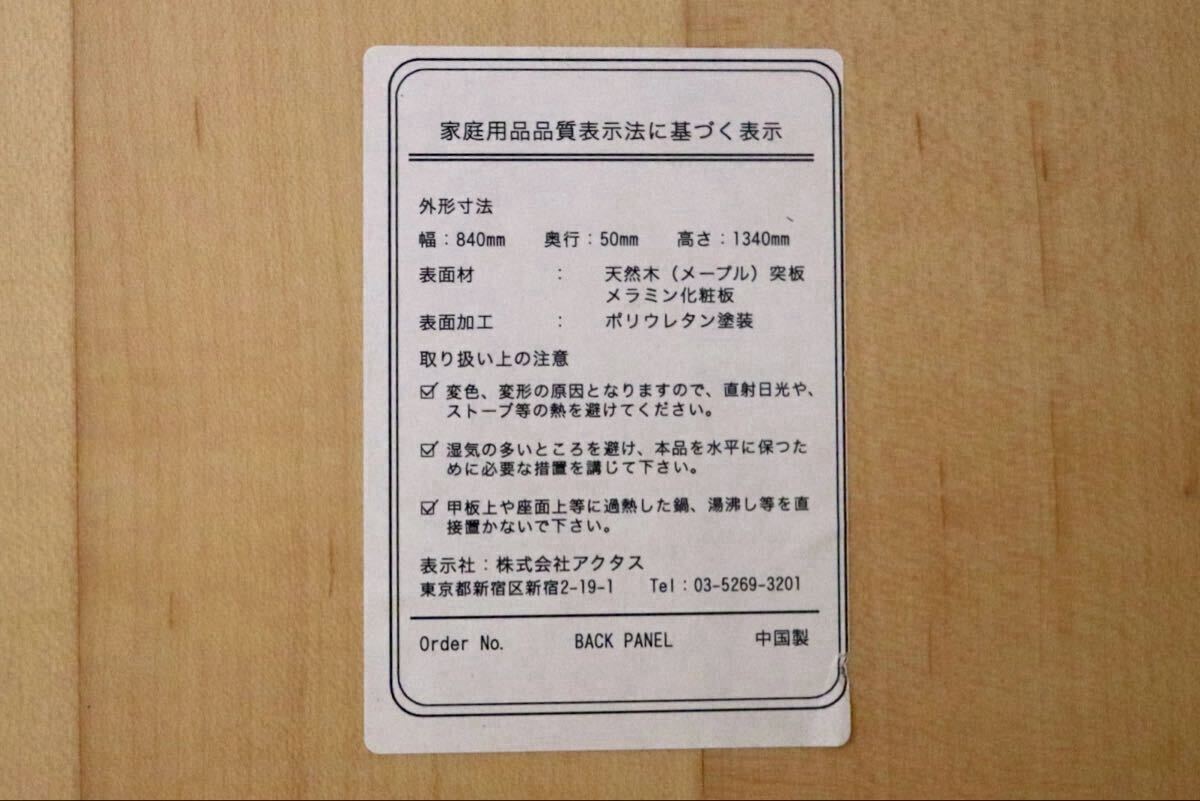 家庭用品品質表示法に基づく表示
外形寸法
幅：840mm 奥行：50mm 高さ：1340mm
表面材 ： 天然木（メープル）突板
メラミン化粧板
表面加工 ： ポリウレタン塗装
取り扱い上の注意
☑ 変色、変形の原因となりますので、直射日光や、
ストーブ等の熱を避けてください。
☑ 湿気の多いところを避け、本品を水平に保つた
めに必要な措置を講じて下さい。
☑ 甲板上や座面上等に過熱した鍋、湯沸し等を直
接置かないで下さい。
表示社：株式会社アクタス
東京都新宿区新宿2-19-1 Tel：03-5269-3201
Order No. BACK PANEL 中国製